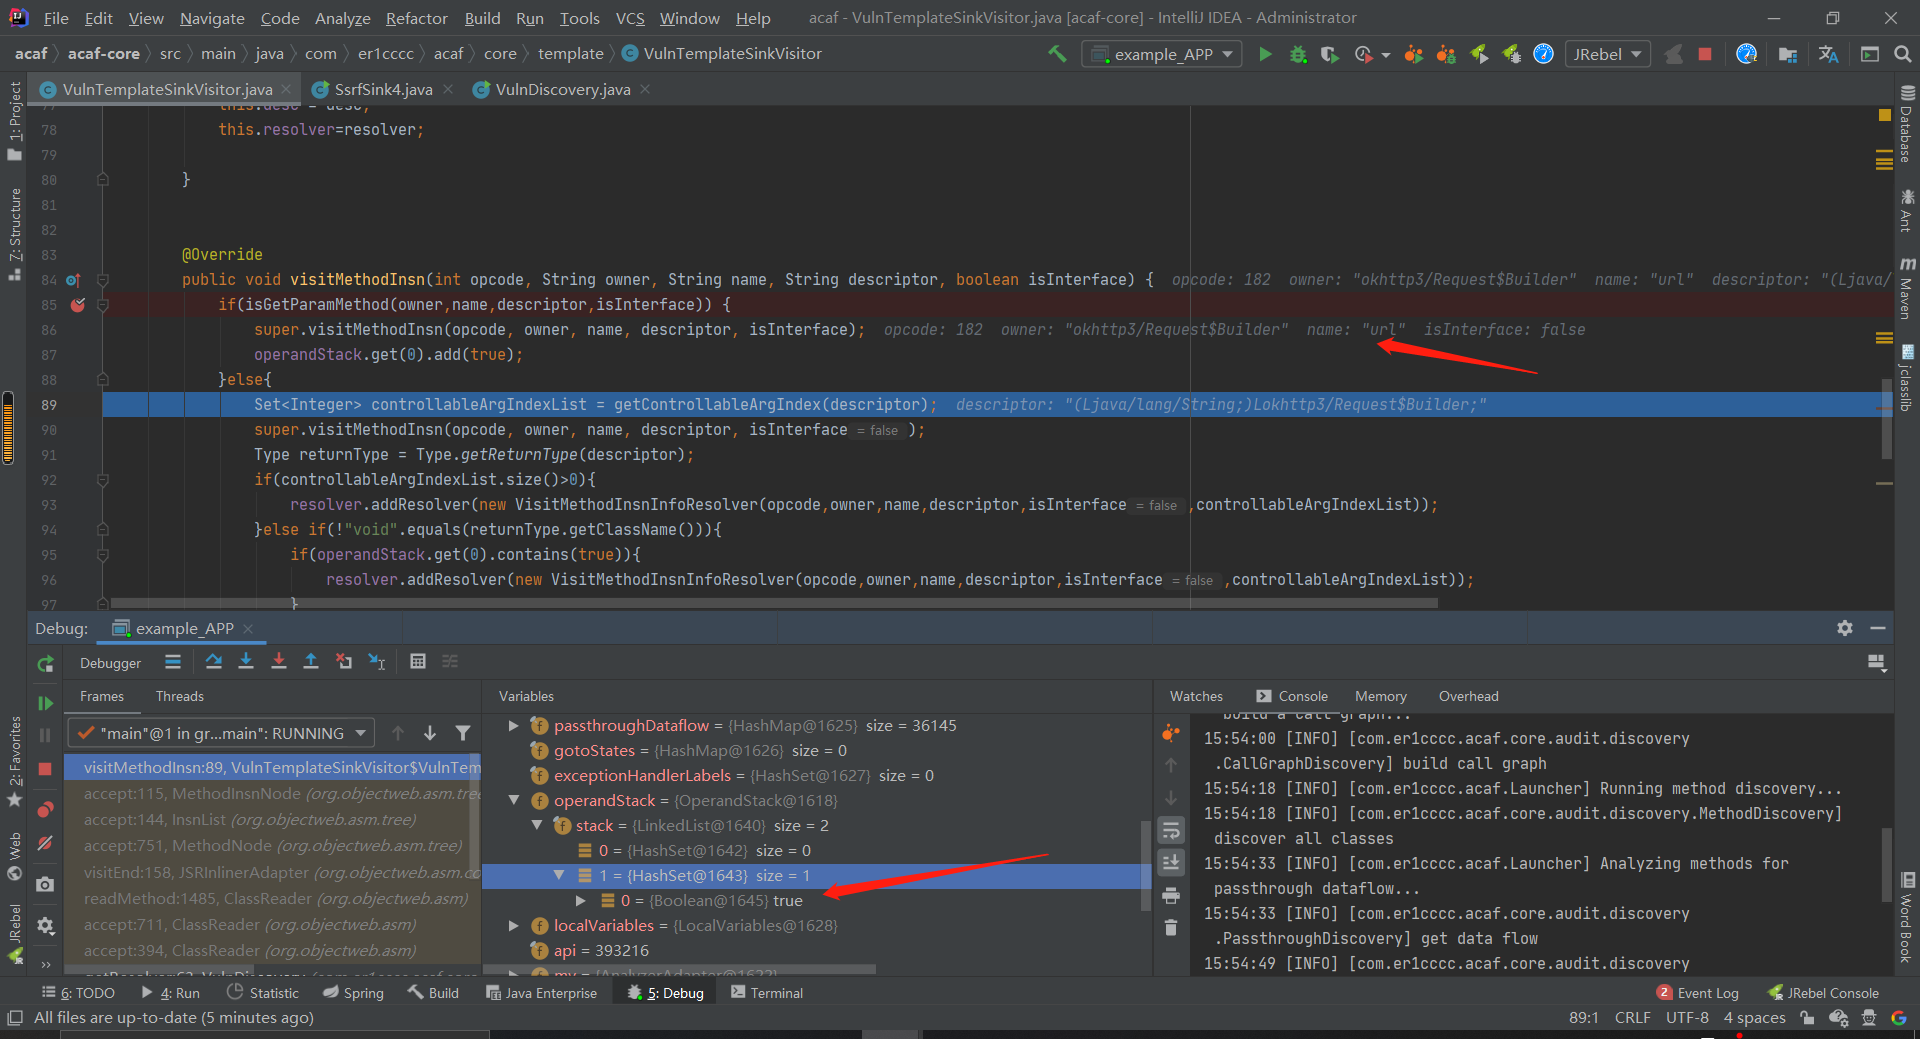 File Edit View Navigate Code Analyze Refactor Build Run Tools VCS Window Help acaf - VulnTemplateSinkVisitor.java [acaf-core] - IntelliJ IDEA - Administrator
acaf acaf-core src main java com er1cccc acaf core template VulnTemplateSinkVisitor example_APP JRebel
VulnTemplateSinkVisitor.java SsrfSink4.java VulnDiscovery.java
1: Project
7: Structure
2: Favorites
Web
JRebel
77 this.desc = desc;
78 this.resolver=resolver;
79
80 }
81
82
83 @Override
84 public void visitMethodInsn(int opcode, String owner, String name, String descriptor, boolean isInterface) { opcode: 182 owner: "okhttp3/Request$Builder" name: "url" descriptor: "(Ljava/
85 if(isGetParamMethod(owner,name,descriptor,isInterface)) {
86 super.visitMethodInsn(opcode, owner, name, descriptor, isInterface); opcode: 182 owner: "okhttp3/Request$Builder" name: "url" isInterface: false
87 operandStack.get(0).add(true);
88 }else{
89 Set<Integer> controllableArgIndexList = getControllableArgIndex(descriptor); descriptor: "(Ljava/lang/String;)Lokhttp3/Request$Builder;"
90 super.visitMethodInsn(opcode, owner, name, descriptor, isInterface = false );
91 Type returnType = Type.getReturnType(descriptor);
92 if(controllableArgIndexList.size()>0){
93 resolver.addResolver(new VisitMethodInsnInfoResolver(opcode,owner,name,descriptor,isInterface = false ,controllableArgIndexList));
94 }else if(!"void".equals(returnType.getClassName())){
95 if(operandStack.get(0).contains(true)){
96 resolver.addResolver(new VisitMethodInsnInfoResolver(opcode,owner,name,descriptor,isInterface = false ,controllableArgIndexList));
97 }
Database
Ant
Maven
jclasslib
Word Book
Debug: example_APP
Debugger
Frames Threads
"main"@1 in gr...main": RUNNING
visitMethodInsn:89, VulnTemplateSinkVisitor$VulnTem
accept:115, MethodInsnNode (org.objectweb.asm.tree
accept:144, InsnList (org.objectweb.asm.tree)
accept:751, MethodNode (org.objectweb.asm.tree)
visitEnd:158, JSRInlinerAdapter (org.objectweb.asm.co
readMethod:1485, ClassReader (org.objectweb.asm)
accept:711, ClassReader (org.objectweb.asm)
accept:394, ClassReader (org.objectweb.asm)
Variables
passthroughDataflow = {HashMap@1625} size = 36145
gotoStates = {HashMap@1626} size = 0
exceptionHandlerLabels = {HashSet@1627} size = 0
operandStack = {OperandStack@1618}
stack = {LinkedList@1640} size = 2
0 = {HashSet@1642} size = 0
1 = {HashSet@1643} size = 1
0 = {Boolean@1645} true
localVariables = {LocalVariables@1628}
api = 393216
mv = {AnalyzerAdapter@1622}
Watches Console Memory Overhead
build a call graph...
15:54:00 [INFO] [com.er1cccc.acaf.core.audit.discovery
.CallGraphDiscovery] build call graph
15:54:18 [INFO] [com.er1cccc.acaf.Launcher] Running method discovery...
15:54:18 [INFO] [com.er1cccc.acaf.core.audit.discovery.MethodDiscovery]
discover all classes
15:54:33 [INFO] [com.er1cccc.acaf.Launcher] Analyzing methods for
passthrough dataflow...
15:54:33 [INFO] [com.er1cccc.acaf.core.audit.discovery
.PassthroughDiscovery] get data flow
15:54:49 [INFO] [com.er1cccc.acaf.core.audit.discovery
6: TODO 4: Run Statistic Spring Build Java Enterprise 5: Debug Terminal 2 Event Log JRebel Console
All files are up-to-date (5 minutes ago) 89:1 CRLF UTF-8 4 spaces